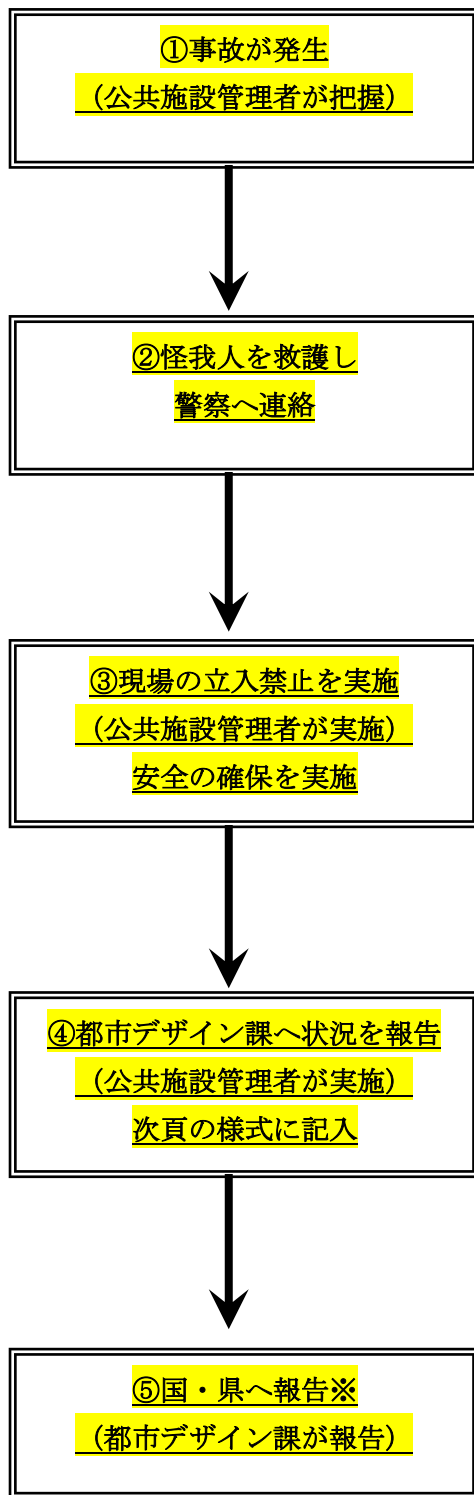 ①事故が発生
（公共施設管理者が把握）
②怪我人を救護し
警察へ連絡
③現場の立入禁止を実施
（公共施設管理者が実施）
安全の確保を実施
④都市デザイン課へ状況を報告
（公共施設管理者が実施）
次頁の様式に記入
⑤国・県へ報告※
（都市デザイン課が報告）